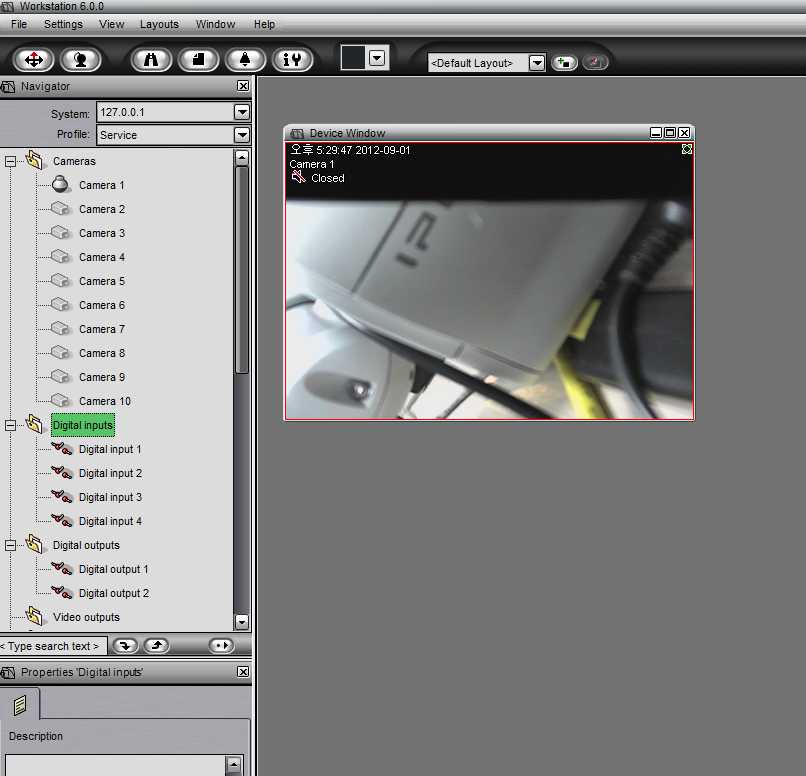 Workstation 6.0.0
File Settings View Layouts Window Help
<Default Layout>
Navigator
System: 127.0.0.1
Profile: Service
Cameras
Camera 1
Camera 2
Camera 3
Camera 4
Camera 5
Camera 6
Camera 7
Camera 8
Camera 9
Camera 10
Digital inputs
Digital input 1
Digital input 2
Digital input 3
Digital input 4
Digital outputs
Digital output 1
Digital output 2
Video outputs
< Type search text >
Properties 'Digital inputs'
Description
Device Window
오후 5:29:47 2012-09-01
Camera 1
Closed